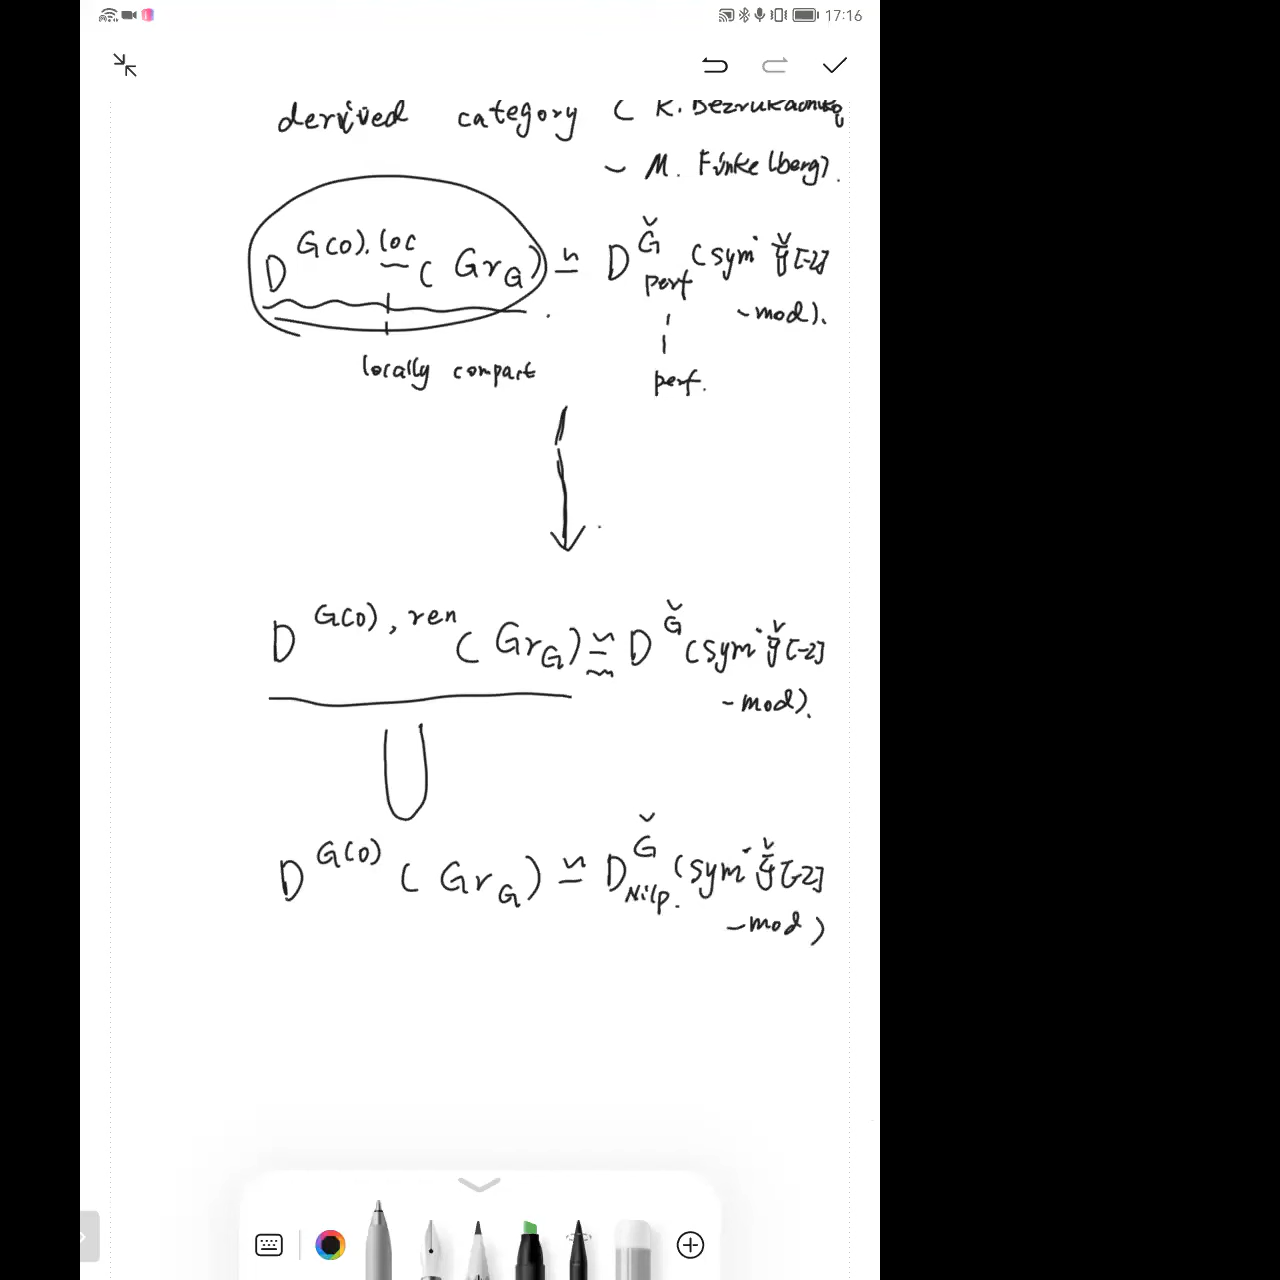 17:16
derived category ( R. Bezrukavnikov
- M. Finkelberg).
D^{G(O), loc} ( Gr_G ) ≃ D^{Ǧ}_{perf} ( Sym^• ǧ[-2]
-mod).
locally compact perf.
D^{G(O), ren} ( Gr_G ) ≃ D^{Ǧ} ( Sym^• ǧ[-2]
-mod).
∪
D^{G(O)} ( Gr_G ) ≃ D^{Ǧ}_{Nilp.} ( Sym^• ǧ[-2]
-mod)